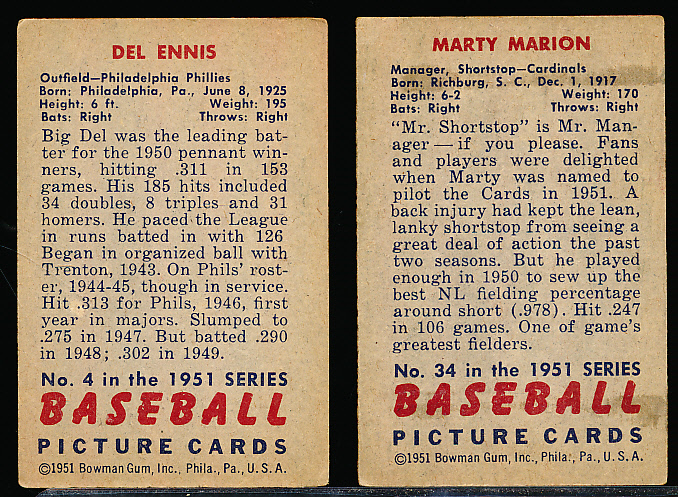 DEL ENNIS
Outfield—Philadelphia Phillies
Born: Philadelphia, Pa., June 8, 1925
Height: 6 ft. Weight: 195
Bats: Right Throws: Right
Big Del was the leading bat-
ter for the 1950 pennant win-
ners, hitting .311 in 153
games. His 185 hits included
34 doubles, 8 triples and 31
homers. He paced the League
in runs batted in with 126
Began in organized ball with
Trenton, 1943. On Phils' rost-
er, 1944-45, though in service.
Hit .313 for Phils, 1946, first
year in majors. Slumped to
.275 in 1947. But batted .290
in 1948; .302 in 1949.
No. 4 in the 1951 SERIES
BASEBALL
PICTURE CARDS
©1951 Bowman Gum, Inc., Phila., Pa., U.S.A.
MARTY MARION
Manager, Shortstop—Cardinals
Born: Richburg, S. C., Dec. 1, 1917
Height: 6-2 Weight: 170
Bats: Right Throws: Right
"Mr. Shortstop" is Mr. Man-
ager — if you please. Fans
and players were delighted
when Marty was named to
pilot the Cards in 1951. A
back injury had kept the lean,
lanky shortstop from seeing a
great deal of action the past
two seasons. But he played
enough in 1950 to sew up the
best NL fielding percentage
around short (.978). Hit .247
in 106 games. One of game's
greatest fielders.
No. 34 in the 1951 SERIES
BASEBALL
PICTURE CARDS
©1951 Bowman Gum, Inc., Phila., Pa., U.S.A.